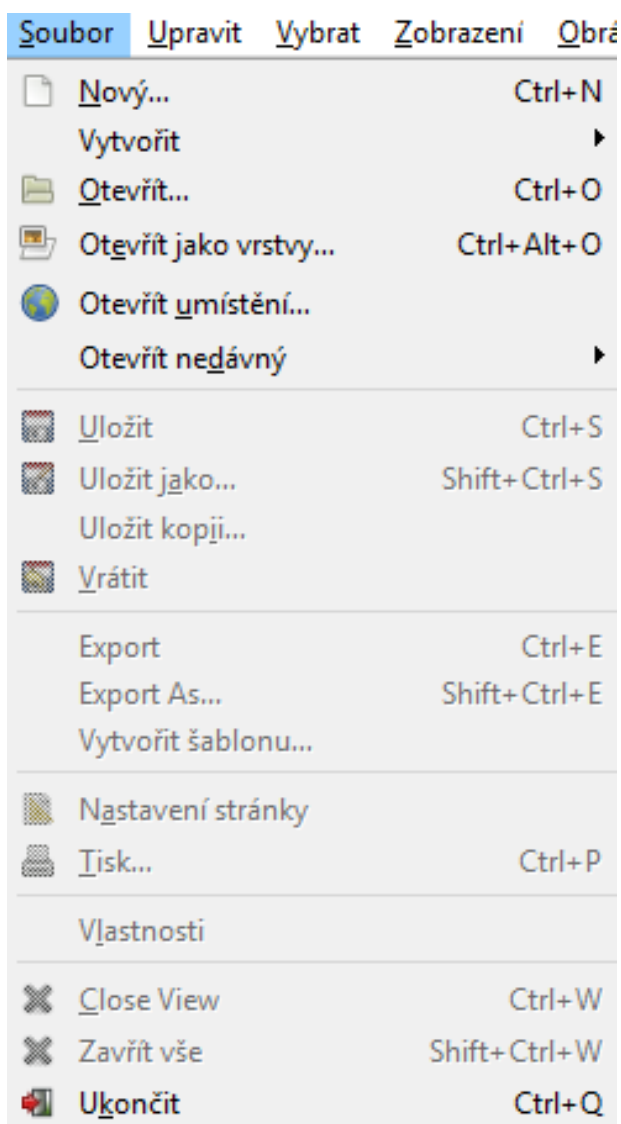 Soubor Upravit Vybrat Zobrazení Obrá
Nový... Ctrl+N
Vytvořit
Otevřít... Ctrl+O
Otevřít jako vrstvy... Ctrl+Alt+O
Otevřít umístění...
Otevřít nedávný
Uložit Ctrl+S
Uložit jako... Shift+Ctrl+S
Uložit kopii...
Vrátit
Export Ctrl+E
Export As... Shift+Ctrl+E
Vytvořit šablonu...
Nastavení stránky
Tisk... Ctrl+P
Vlastnosti
Close View Ctrl+W
Zavřít vše Shift+Ctrl+W
Ukončit Ctrl+Q